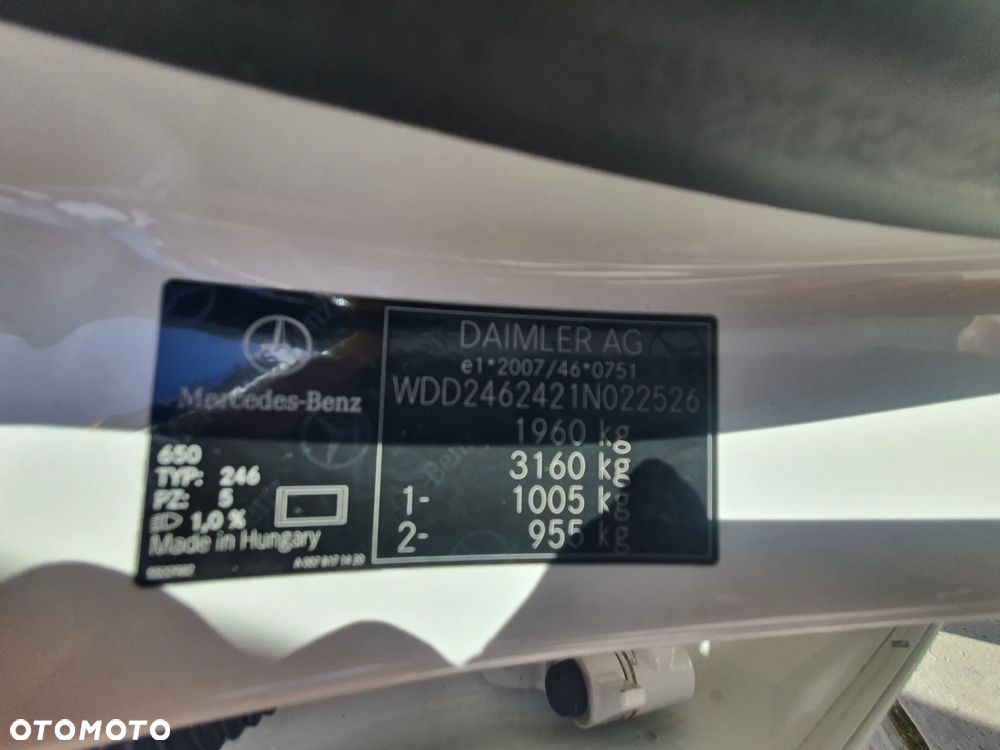 Mercedes-Benz
650
TYP: 246
PZ: 5
1,0 %
Made in Hungary
DAIMLER AG
e1*2007/46*0751
WDD2462421N022526
1960 kg
3160 kg
1- 1005 kg
2- 955 kg
OTOMOTO